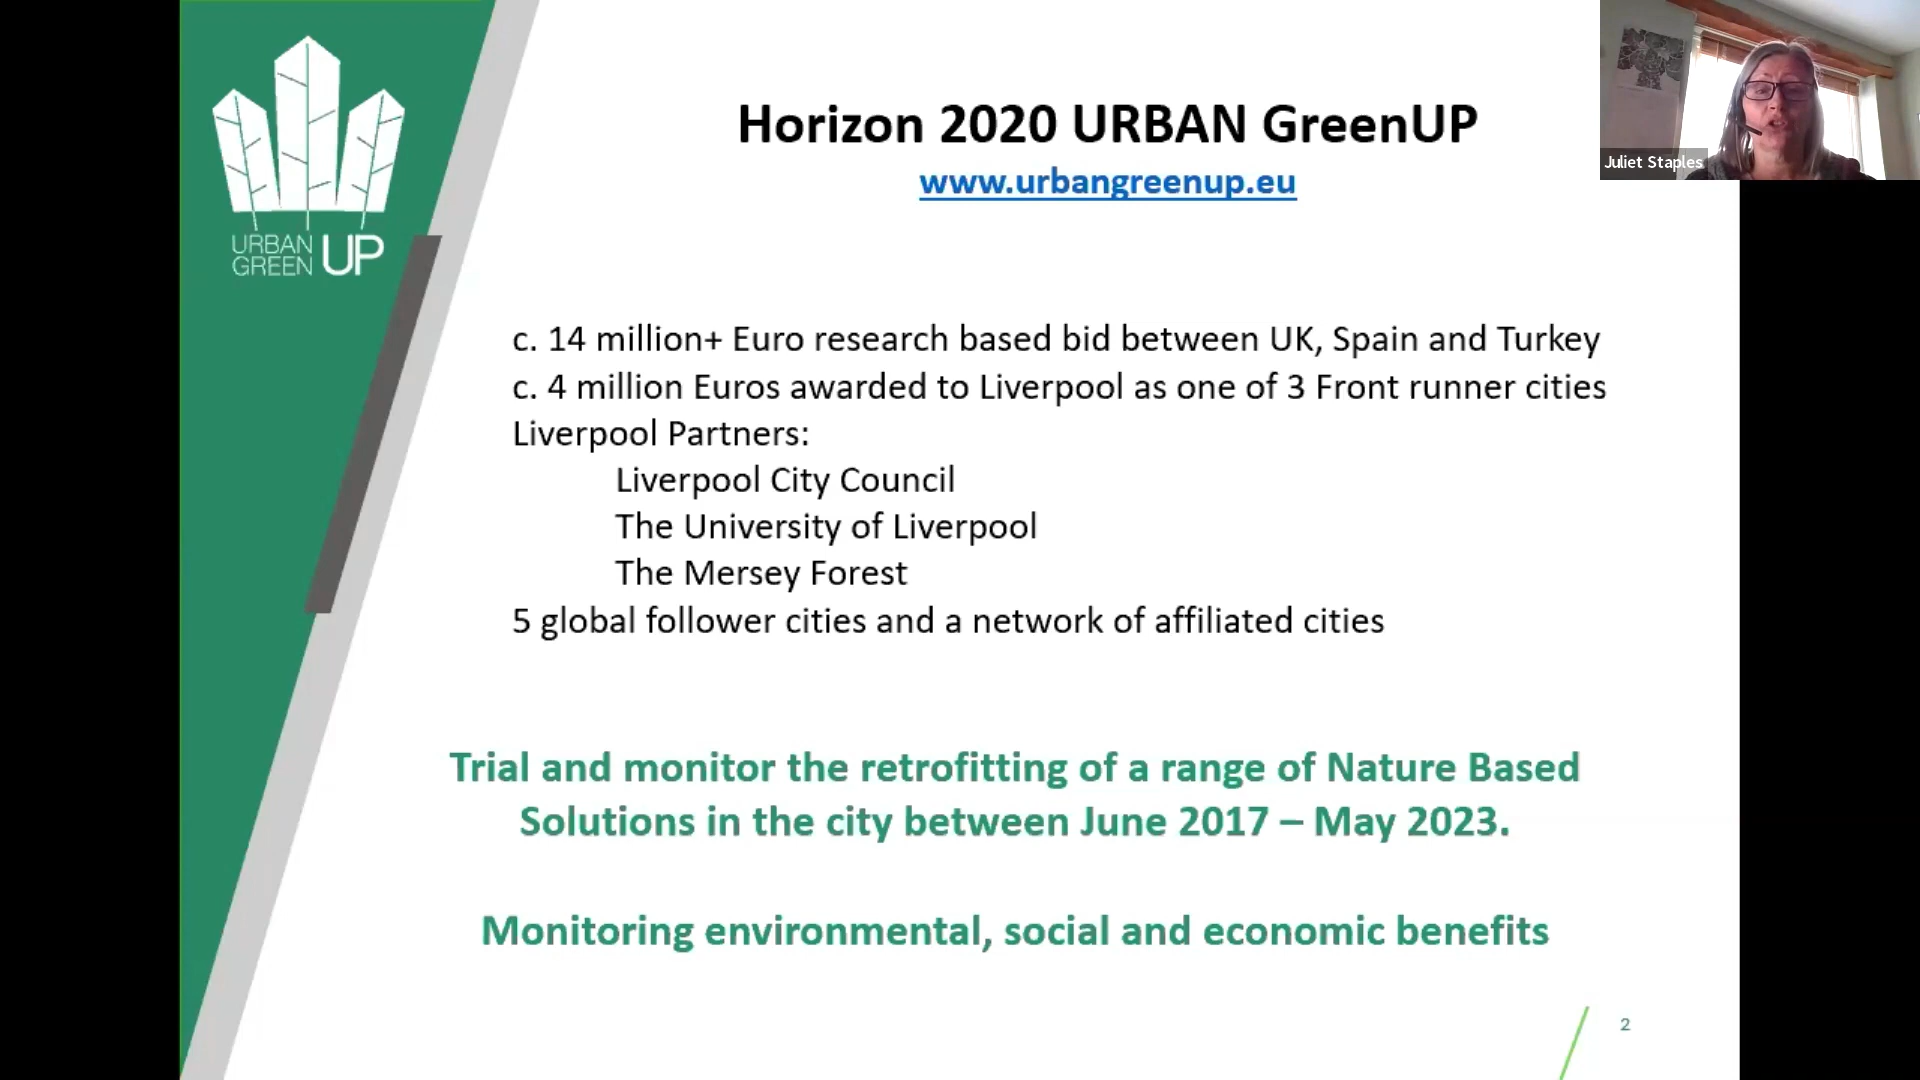 Horizon 2020 URBAN GreenUP
www.urbangreenup.eu
Juliet Staples
URBAN
GREEN UP
c. 14 million+ Euro research based bid between UK, Spain and Turkey
c. 4 million Euros awarded to Liverpool as one of 3 Front runner cities
Liverpool Partners:
Liverpool City Council
The University of Liverpool
The Mersey Forest
5 global follower cities and a network of affiliated cities
Trial and monitor the retrofitting of a range of Nature Based
Solutions in the city between June 2017 – May 2023.
Monitoring environmental, social and economic benefits
2